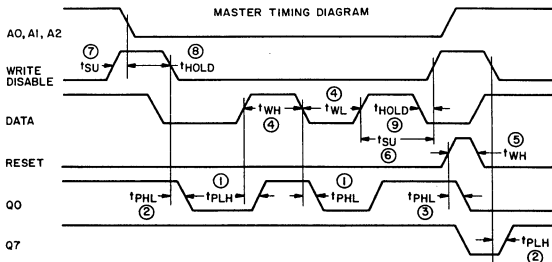 MASTER TIMING DIAGRAM
A0, A1, A2
⑦ ⑧
tSU tHOLD
WRITE DISABLE
④
DATA tWH tWL tHOLD
④ ⑨
tSU
⑥ ⑤
RESET tWH
① ①
Q0 tPHL tPLH tPHL tPHL
② ③
Q7 tPLH
②